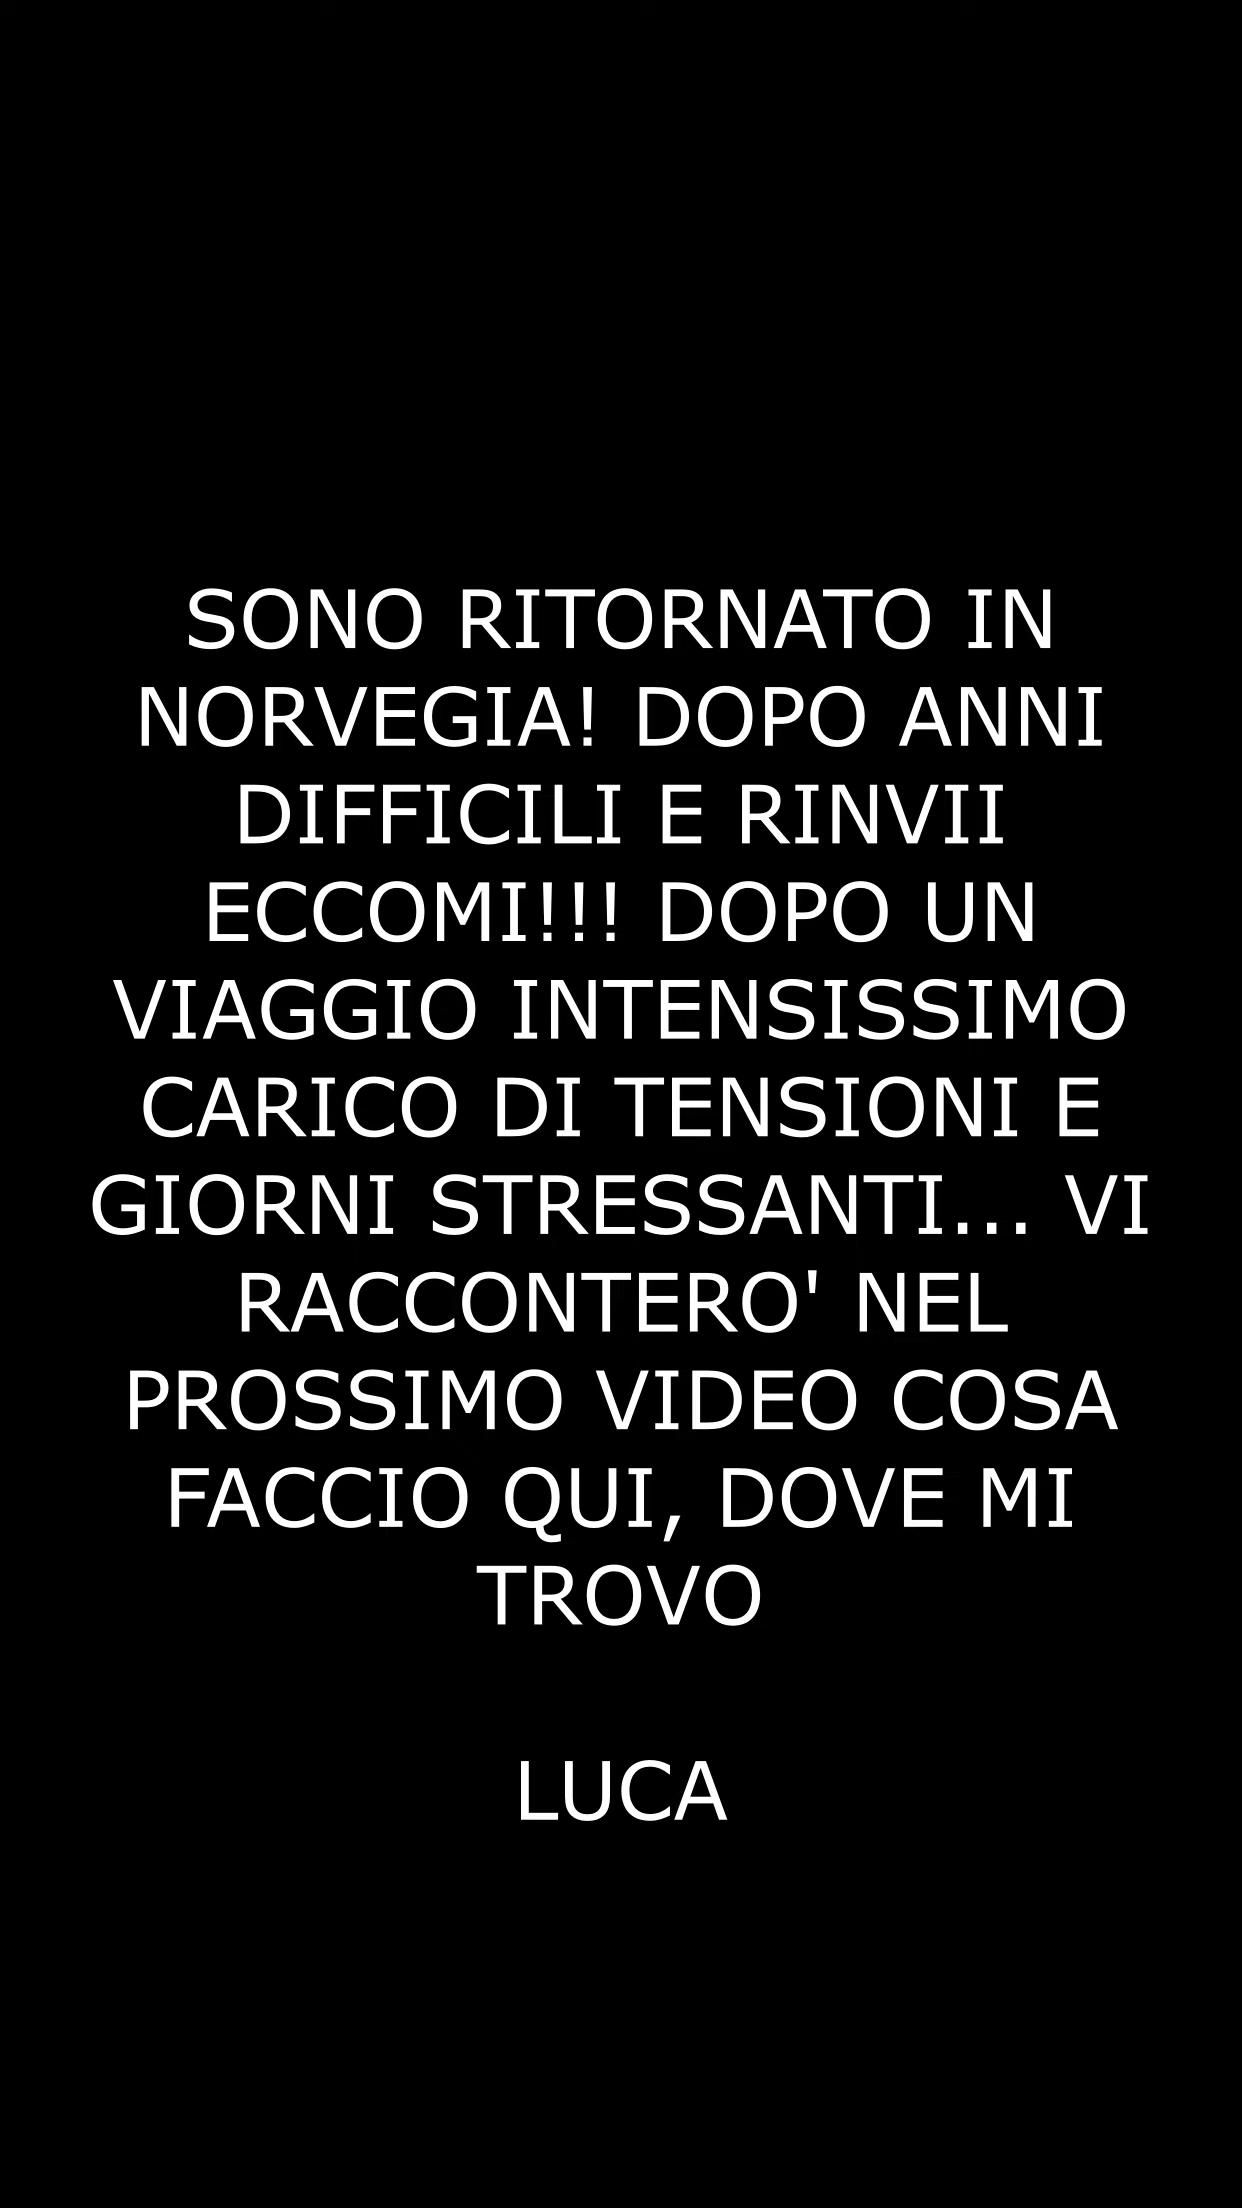 SONO RITORNATO IN
NORVEGIA! DOPO ANNI
DIFFICILI E RINVII
ECCOMI!!! DOPO UN
VIAGGIO INTENSISSIMO
CARICO DI TENSIONI E
GIORNI STRESSANTI... VI
RACCONTERO' NEL
PROSSIMO VIDEO COSA
FACCIO QUI, DOVE MI
TROVO
LUCA